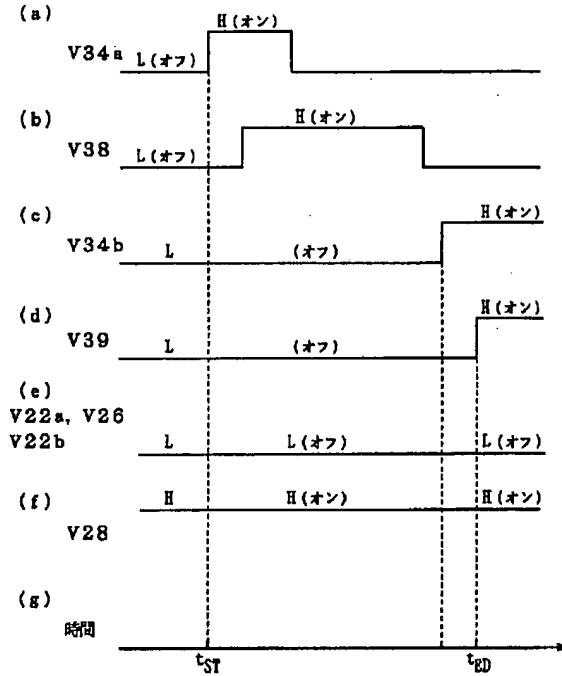 (a)
H(オン)
V34a
L(オフ)
(b)
H(オン)
V38
L(オフ)
(c)
H(オン)
V34b
L
(オフ)
(d)
H(オン)
V39
L
(オフ)
(e)
V22a, V26
V22b
L
L(オフ)
L(オフ)
(f)
H
H(オン)
H(オン)
V28
(g)
時間
tST
tED